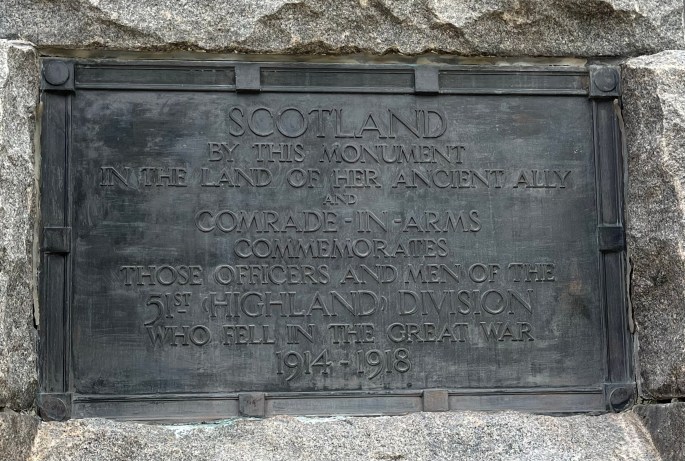 SCOTLAND
BY THIS MONUMENT
IN THE LAND OF HER ANCIENT ALLY
AND
COMRADE-IN-ARMS
COMMEMORATES
THOSE OFFICERS AND MEN OF THE
51ST (HIGHLAND) DIVISION
WHO FELL IN THE GREAT WAR
1914-1918